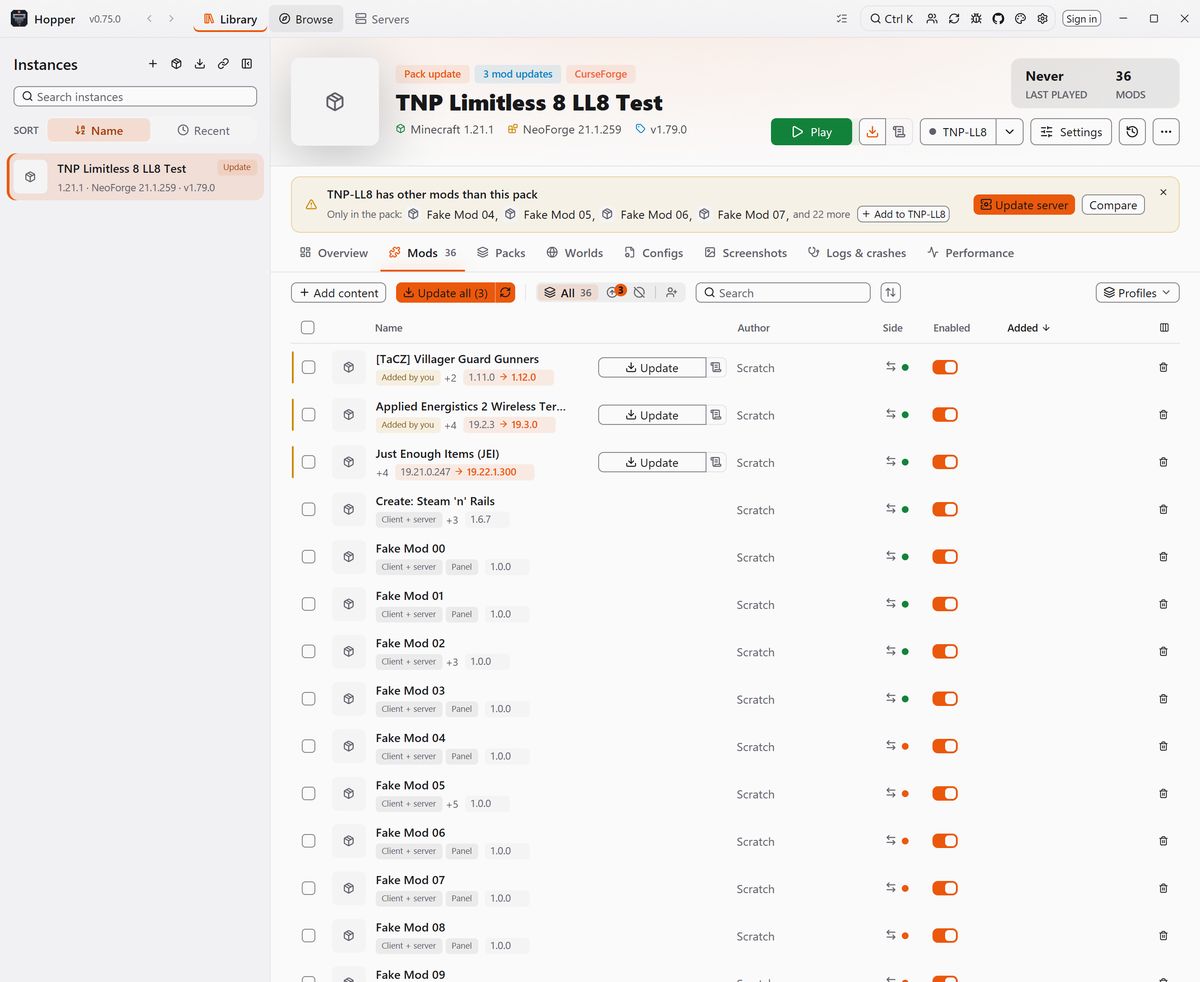 Hopper v0.75.0 Library Browse Servers Ctrl K Sign in
Instances
Search instances
SORT Name Recent
TNP Limitless 8 LL8 Test Update
1.21.1 · NeoForge 21.1.259 · v1.79.0
Pack update 3 mod updates CurseForge
TNP Limitless 8 LL8 Test
Minecraft 1.21.1 NeoForge 21.1.259 v1.79.0
Never 36
LAST PLAYED MODS
Play TNP-LL8 Settings
TNP-LL8 has other mods than this pack
Only in the pack: Fake Mod 04, Fake Mod 05, Fake Mod 06, Fake Mod 07, and 22 more + Add to TNP-LL8
Update server Compare
Overview Mods 36 Packs Worlds Configs Screenshots Logs & crashes Performance
+ Add content Update all (3) All 36 3 Search Profiles
Name Author Side Enabled Added
[TaCZ] Villager Guard Gunners
Added by you +2 1.11.0 → 1.12.0 Update Scratch
Applied Energistics 2 Wireless Ter...
Added by you +4 19.2.3 → 19.3.0 Update Scratch
Just Enough Items (JEI)
+4 19.21.0.247 → 19.22.1.300 Update Scratch
Create: Steam 'n' Rails
Client + server +3 1.6.7 Scratch
Fake Mod 00
Client + server Panel 1.0.0 Scratch
Fake Mod 01
Client + server Panel 1.0.0 Scratch
Fake Mod 02
Client + server +3 1.0.0 Scratch
Fake Mod 03
Client + server Panel 1.0.0 Scratch
Fake Mod 04
Client + server Panel 1.0.0 Scratch
Fake Mod 05
Client + server +5 1.0.0 Scratch
Fake Mod 06
Client + server Panel 1.0.0 Scratch
Fake Mod 07
Client + server Panel 1.0.0 Scratch
Fake Mod 08
Client + server Panel 1.0.0 Scratch
Fake Mod 09